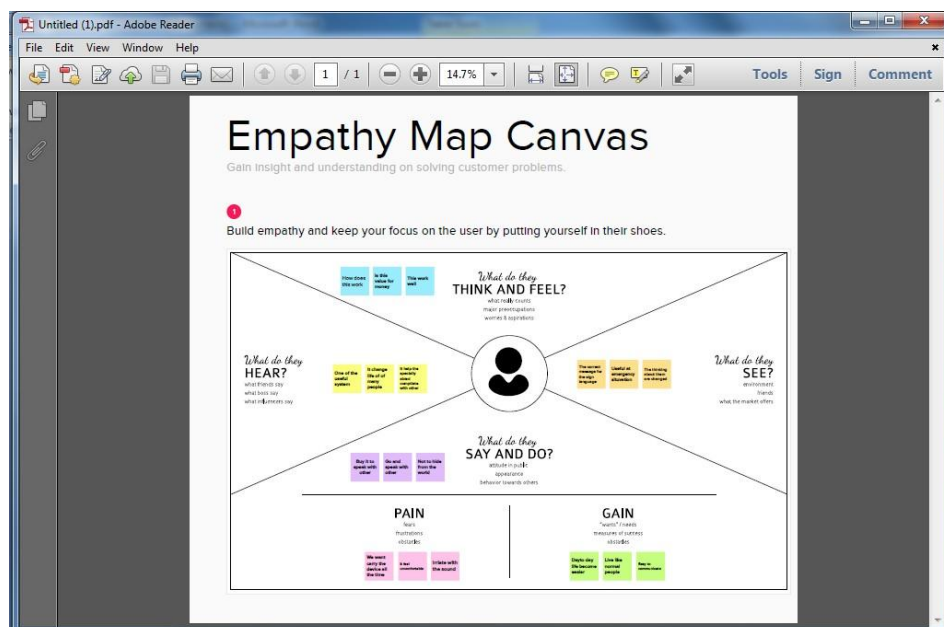 Untitled (1).pdf - Adobe Reader
File Edit View Window Help
1 / 1 14.7% Tools Sign Comment
Empathy Map Canvas
Gain insight and understanding on solving customer problems.
1
Build empathy and keep your focus on the user by putting yourself in their shoes.
How does
this work
Is this
value for
money
This work
well
What do they
THINK AND FEEL?
what really counts
major preoccupations
worries & aspirations
What do they
HEAR?
what friends say
what boss say
what influencers say
One of the
useful
system
It change
life of of
many
people
It help the
specialy
abled
with other
The correct
message for
the sign
language
Useful at
emergency
situvation
The thinking
about them
are changed
What do they
SEE?
environment
friends
what the market offers
What do they
SAY AND DO?
attitude in public
appearance
behavior towards others
Buy it to
speak with
other
Go and
speak with
other
Not to hide
from the
world
PAIN
fears
frustrations
obstacles
We want
carry the
device all
the time
Iritate with
the sound
GAIN
"wants" / needs
measures of success
obstacles
Dayto day
life become
easier
Live like
normal
people
Easy to